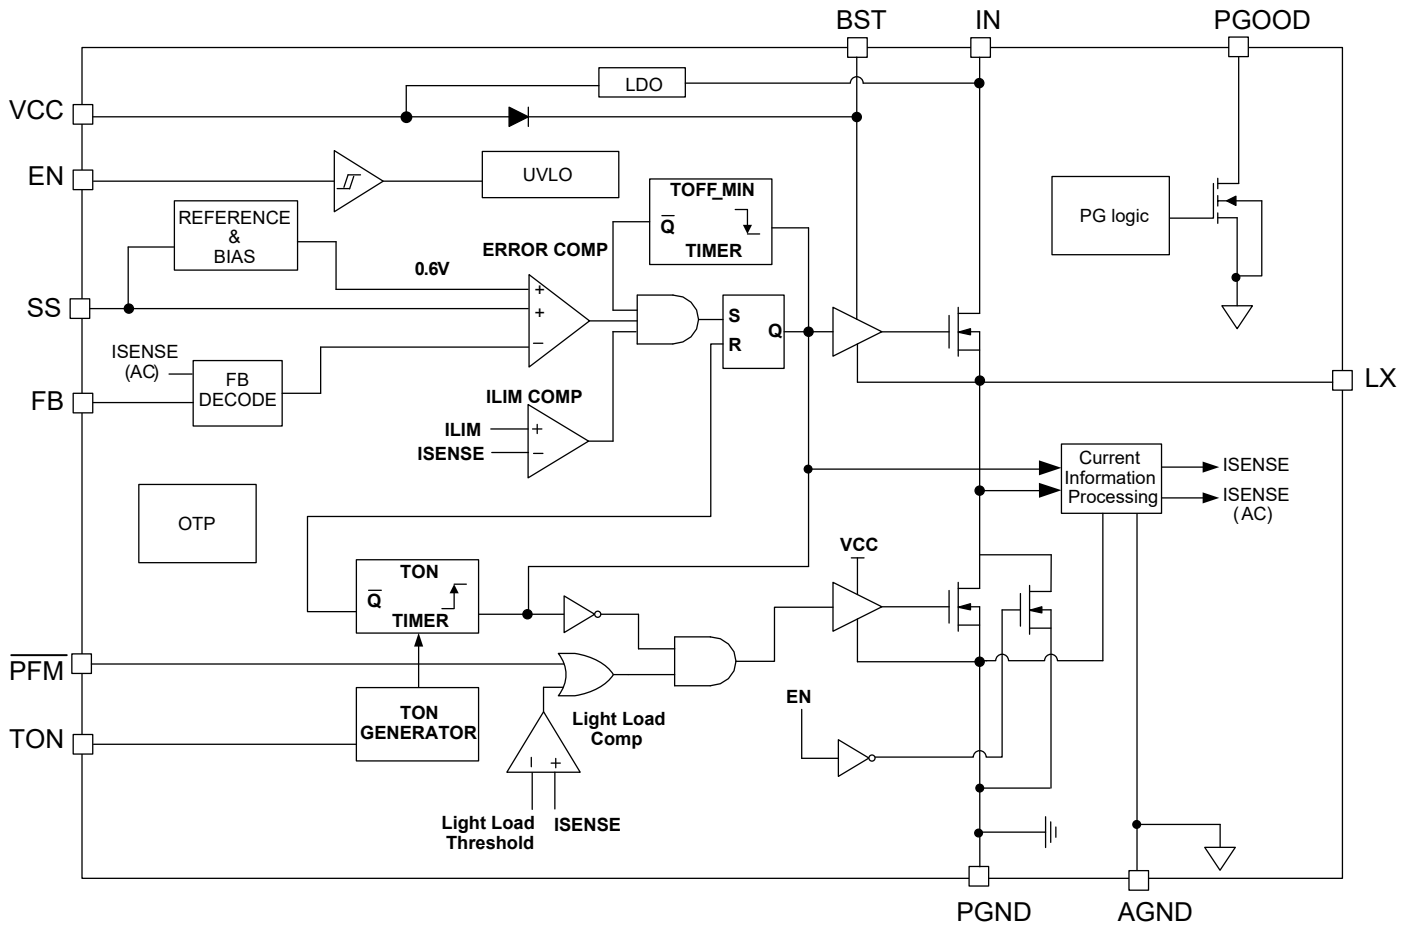 BST
IN
PGOOD
LDO
VCC
EN
UVLO
TOFF_MIN
Q
TIMER
PG logic
REFERENCE
&
BIAS
ERROR COMP
0.6V
SS
+
+
−
S
Q
R
ISENSE
(AC)
FB
DECODE
FB
LX
ILIM COMP
ILIM
+
ISENSE
−
Current
Information
Processing
ISENSE
ISENSE
(AC)
OTP
VCC
TON
Q
TIMER
PFM
TON
GENERATOR
TON
EN
Light Load
Comp
−
+
Light Load
Threshold
ISENSE
PGND
AGND